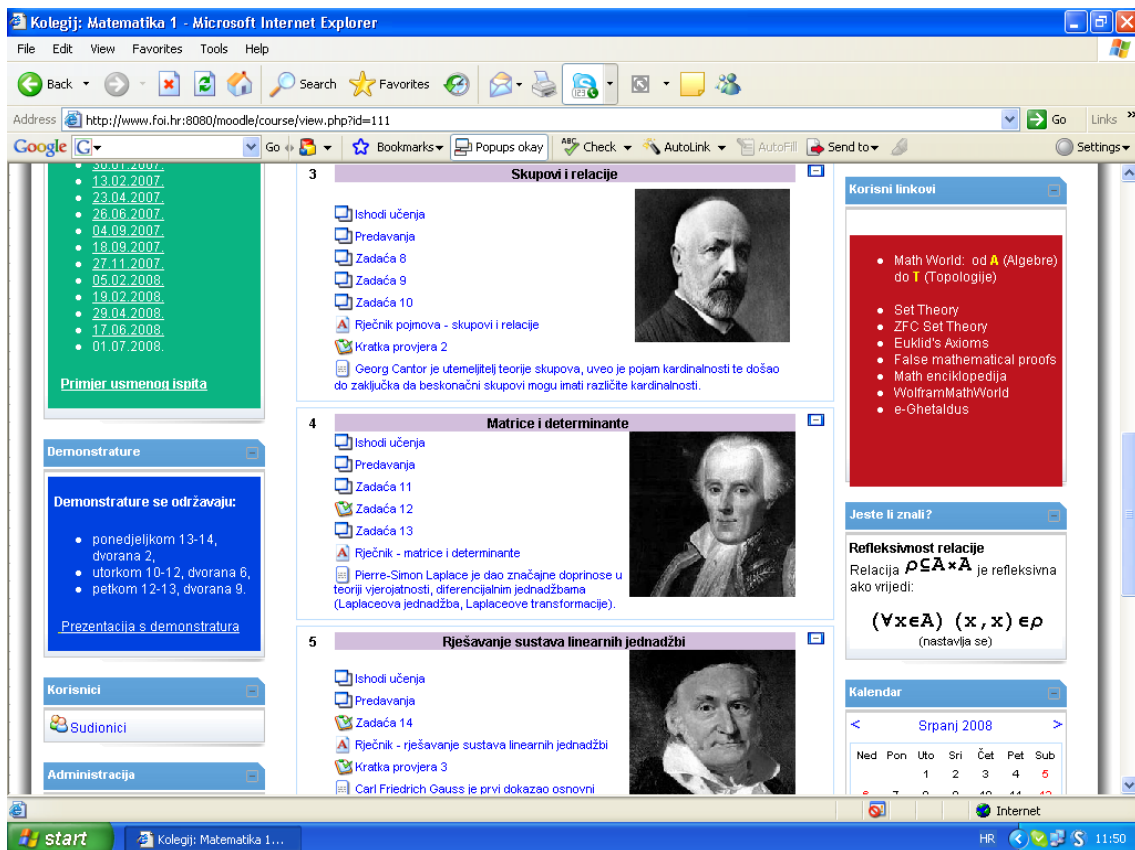 Kolegij: Matematika 1 - Microsoft Internet Explorer
File Edit View Favorites Tools Help
Back Search Favorites
Address http://www.foi.hr:8080/moodle/course/view.php?id=111 Go Links »
Google G Go Bookmarks Popups okay Check AutoLink AutoFill Send to Settings
30.01.2007.
13.02.2007.
23.04.2007.
26.06.2007.
04.09.2007.
18.09.2007.
27.11.2007.
05.02.2008.
19.02.2008.
29.04.2008.
17.06.2008.
01.07.2008.
Primjer usmenog ispita
Demonstrature
Demonstrature se održavaju:
ponedjeljkom 13-14,
dvorana 2,
utorkom 10-12, dvorana 6,
petkom 12-13, dvorana 9.
Prezentacija s demonstratura
Korisnici
Sudionici
Administracija
3 Skupovi i relacije
Ishodi učenja
Predavanja
Zadaća 8
Zadaća 9
Zadaća 10
Rječnik pojmova - skupovi i relacije
Kratka provjera 2
Georg Cantor je utemeljitelj teorije skupova, uveo je pojam kardinalnosti te došao
do zaključka da beskonačni skupovi mogu imati različite kardinalnosti.
4 Matrice i determinante
Ishodi učenja
Predavanja
Zadaća 11
Zadaća 12
Zadaća 13
Rječnik - matrice i determinante
Pierre-Simon Laplace je dao značajne doprinose u
teoriji vjerojatnosti, diferencijalnim jednadžbama
(Laplaceova jednadžba, Laplaceove transformacije).
5 Rješavanje sustava linearnih jednadžbi
Ishodi učenja
Predavanja
Zadaća 14
Rječnik - rješavanje sustava linearnih jednadžbi
Kratka provjera 3
Carl Friedrich Gauss je prvi dokazao osnovni
Korisni linkovi
Math World: od A (Algebre)
do T (Topologije)
Set Theory
ZFC Set Theory
Euklid's Axioms
False mathematical proofs
Math enciklopedija
WolframMathWorld
e-Ghetaldus
Jeste li znali?
Refleksivnost relacije
Relacija ρ⊆A×A je refleksivna
ako vrijedi:
(∀x∈A) (x,x)∈ρ
(nastavlja se)
Kalendar
< Srpanj 2008 >
Ned Pon Uto Sri Čet Pet Sub
1 2 3 4 5
6 7 8 9 10 11 12
Internet
start Kolegij: Matematika 1... HR 11:50